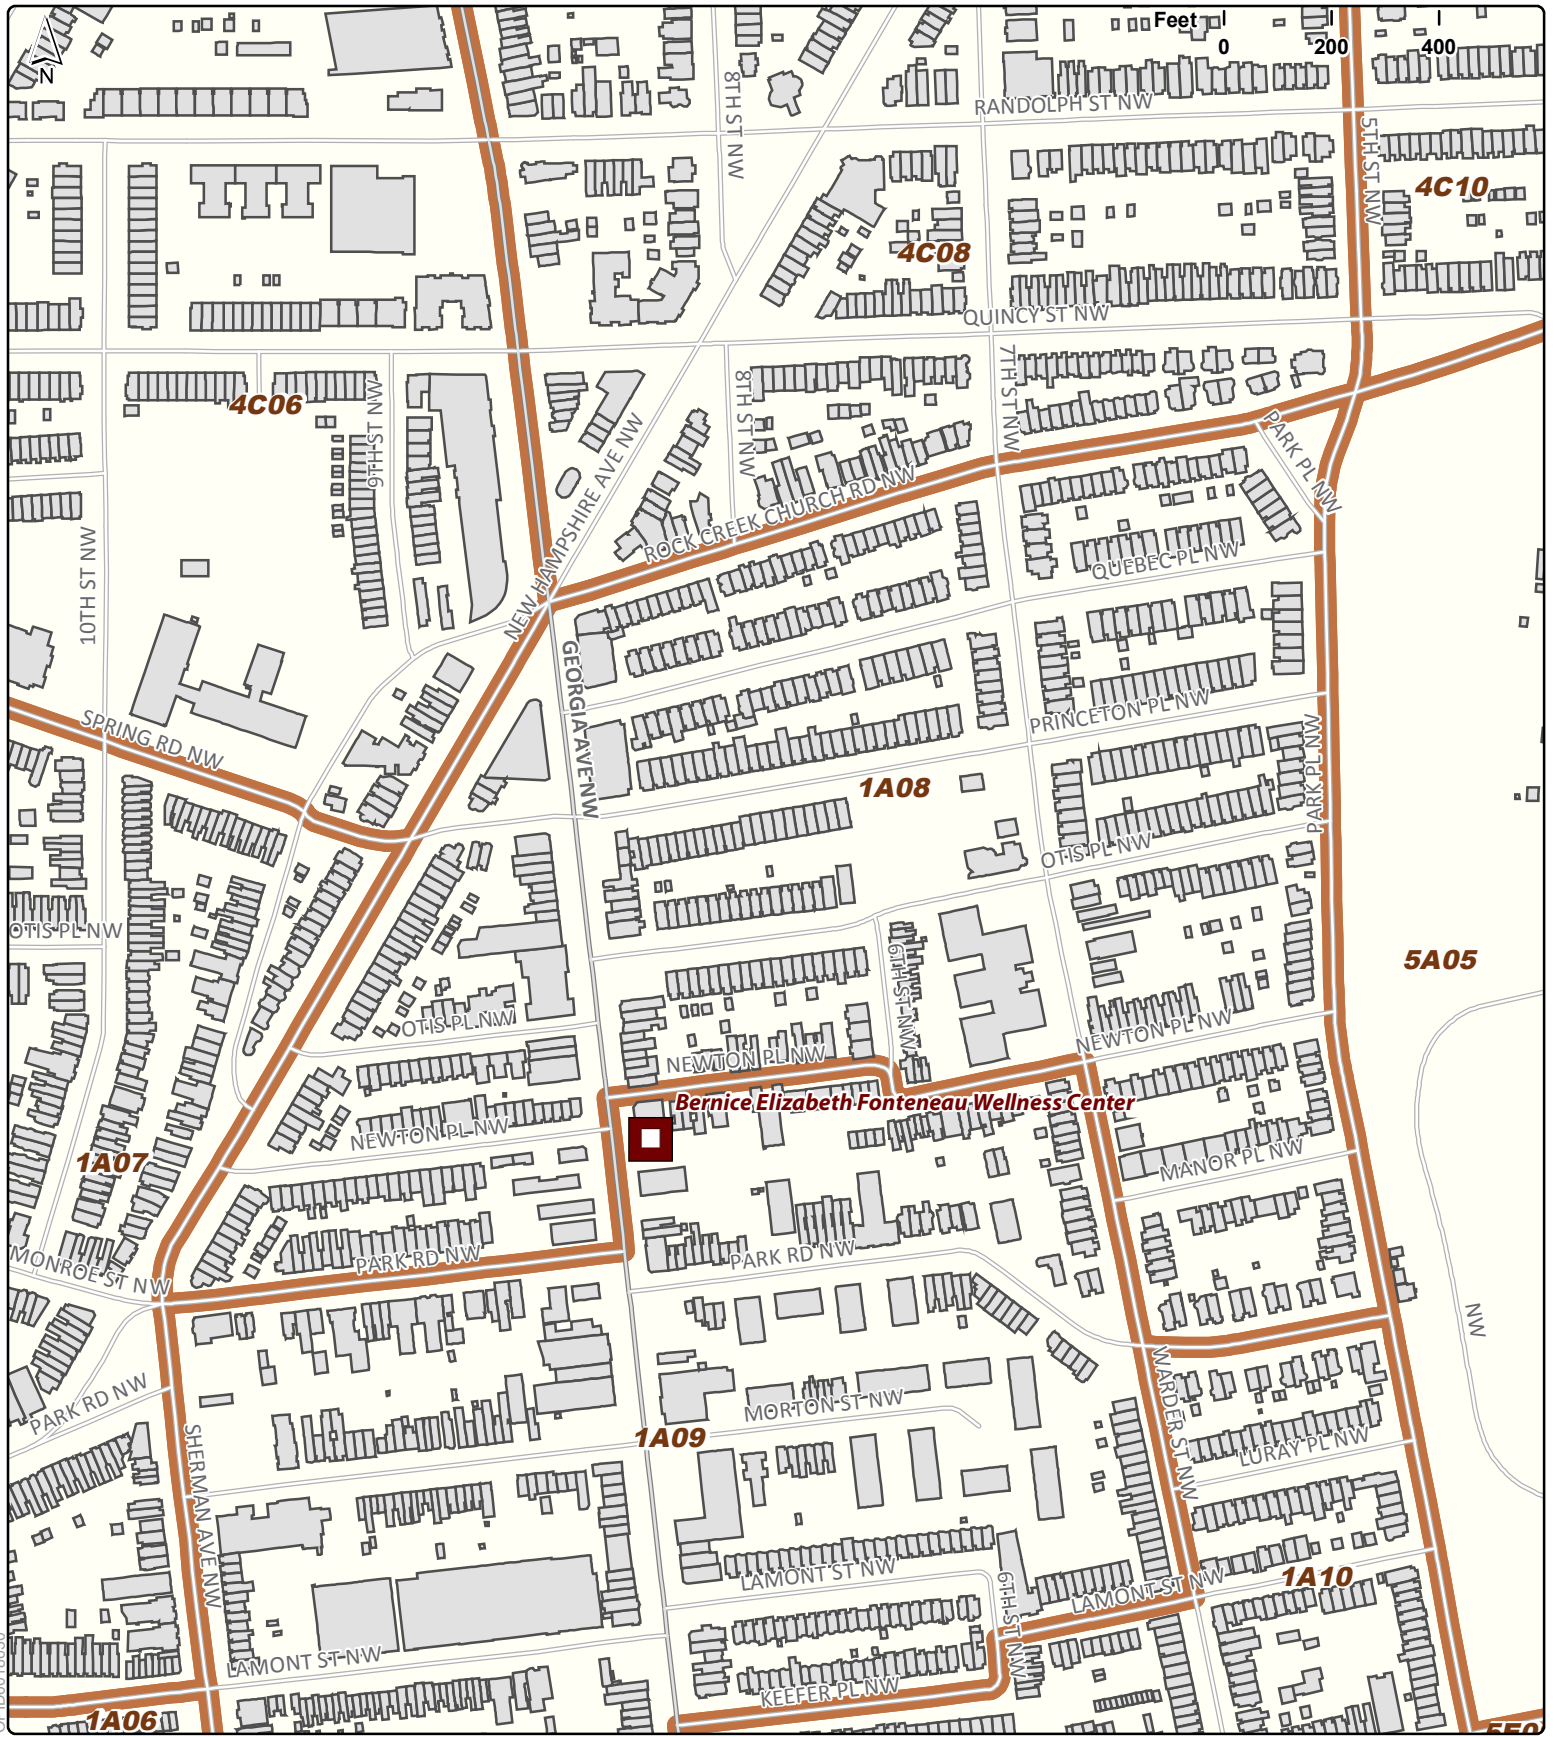 Feet
0 200 400
N
RANDOLPH ST NW
8TH ST NW
5TH ST NW
4C10
4C08
QUINCY ST NW
7TH ST NW
8TH ST NW
4C06
9TH ST NW
PARK PL NW
NEW HAMPSHIRE AVE NW
ROCK CREEK CHURCH RD NW
QUEBEC PL NW
10TH ST NW
GEORGIA AVE NW
SPRING RD NW
PRINCETON PL NW
PARK PL NW
1A08
OTIS PL NW
OTIS PL NW
5A05
6TH ST NW
OTIS PL NW
NEWTON PL NW
NEWTON PL NW
Bernice Elizabeth Fonteneau Wellness Center
NEWTON PL NW
1A07
MANOR PL NW
MONROE ST NW
PARK RD NW
PARK RD NW
NW
PARK RD NW
WARDER ST NW
MORTON ST NW
1A09
SHERMAN AVE NW
LURAY PL NW
LAMONT ST NW
6TH ST NW
LAMONT ST NW
1A10
LAMONT ST NW
KEEFER PL NW
1A06